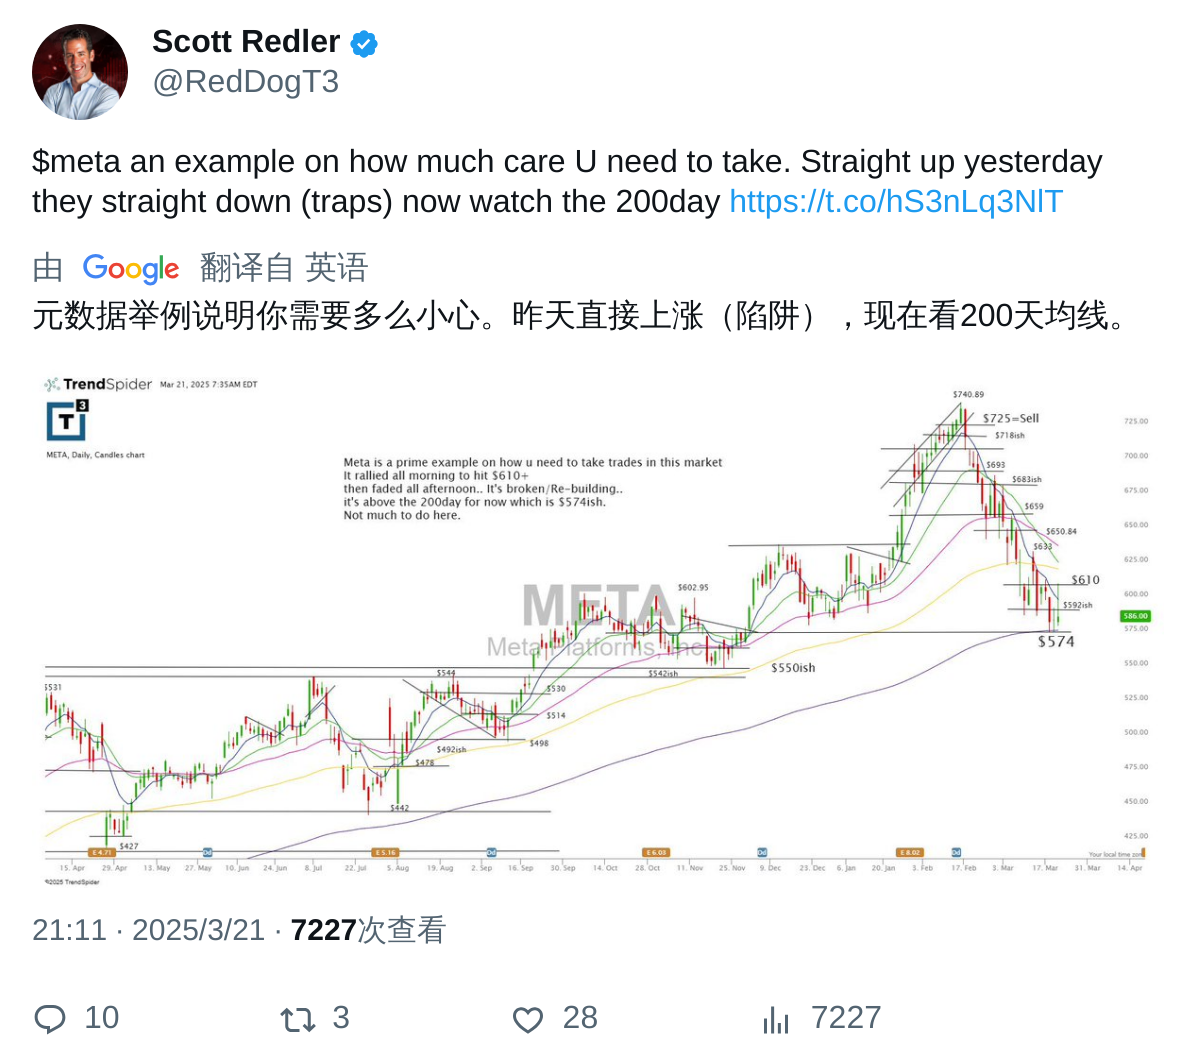 Scott Redler
@RedDogT3
$meta an example on how much care U need to take. Straight up yesterday
they straight down (traps) now watch the 200day https://t.co/hS3nLq3NlT
由 Google 翻译自 英语
元数据举例说明你需要多么小心。昨天直接上涨（陷阱），现在看200天均线。
TrendSpider Mar 21, 2025 7:35AM EDT
T3
META, Daily, Candles chart
Meta is a prime example on how u need to take trades in this market
It rallied all morning to hit $610+
then faded all afternoon.. It's broken/Re-building..
it's above the 200day for now which is $574ish.
Not much to do here.
META
Meta Platforms, Inc.
$740.89
$725=Sell
$718ish
$693
$683ish
$659
$650.84
$633
$610
$592ish
$574
$602.95
$550ish
$542ish
$544
$530
$514
$498
$492ish
$478
$442
$531
$427
725.00
700.00
675.00
650.00
625.00
600.00
586.00
575.00
550.00
525.00
500.00
475.00
450.00
425.00
E 4.71
Dd
E 5.16
Dd
E 6.03
Dd
E 8.02
Dd
Your local time zone
15. Apr 29. Apr 13. May 27. May 10. Jun 24. Jun 8. Jul 22. Jul 5. Aug 19. Aug 2. Sep 16. Sep 30. Sep 14. Oct 28. Oct 11. Nov 25. Nov 9. Dec 23. Dec 6. Jan 20. Jan 3. Feb 17. Feb 3. Mar 17. Mar 31. Mar 14. Apr
©2025 TrendSpider
21:11 · 2025/3/21 · 7227次查看
10 3 28 7227